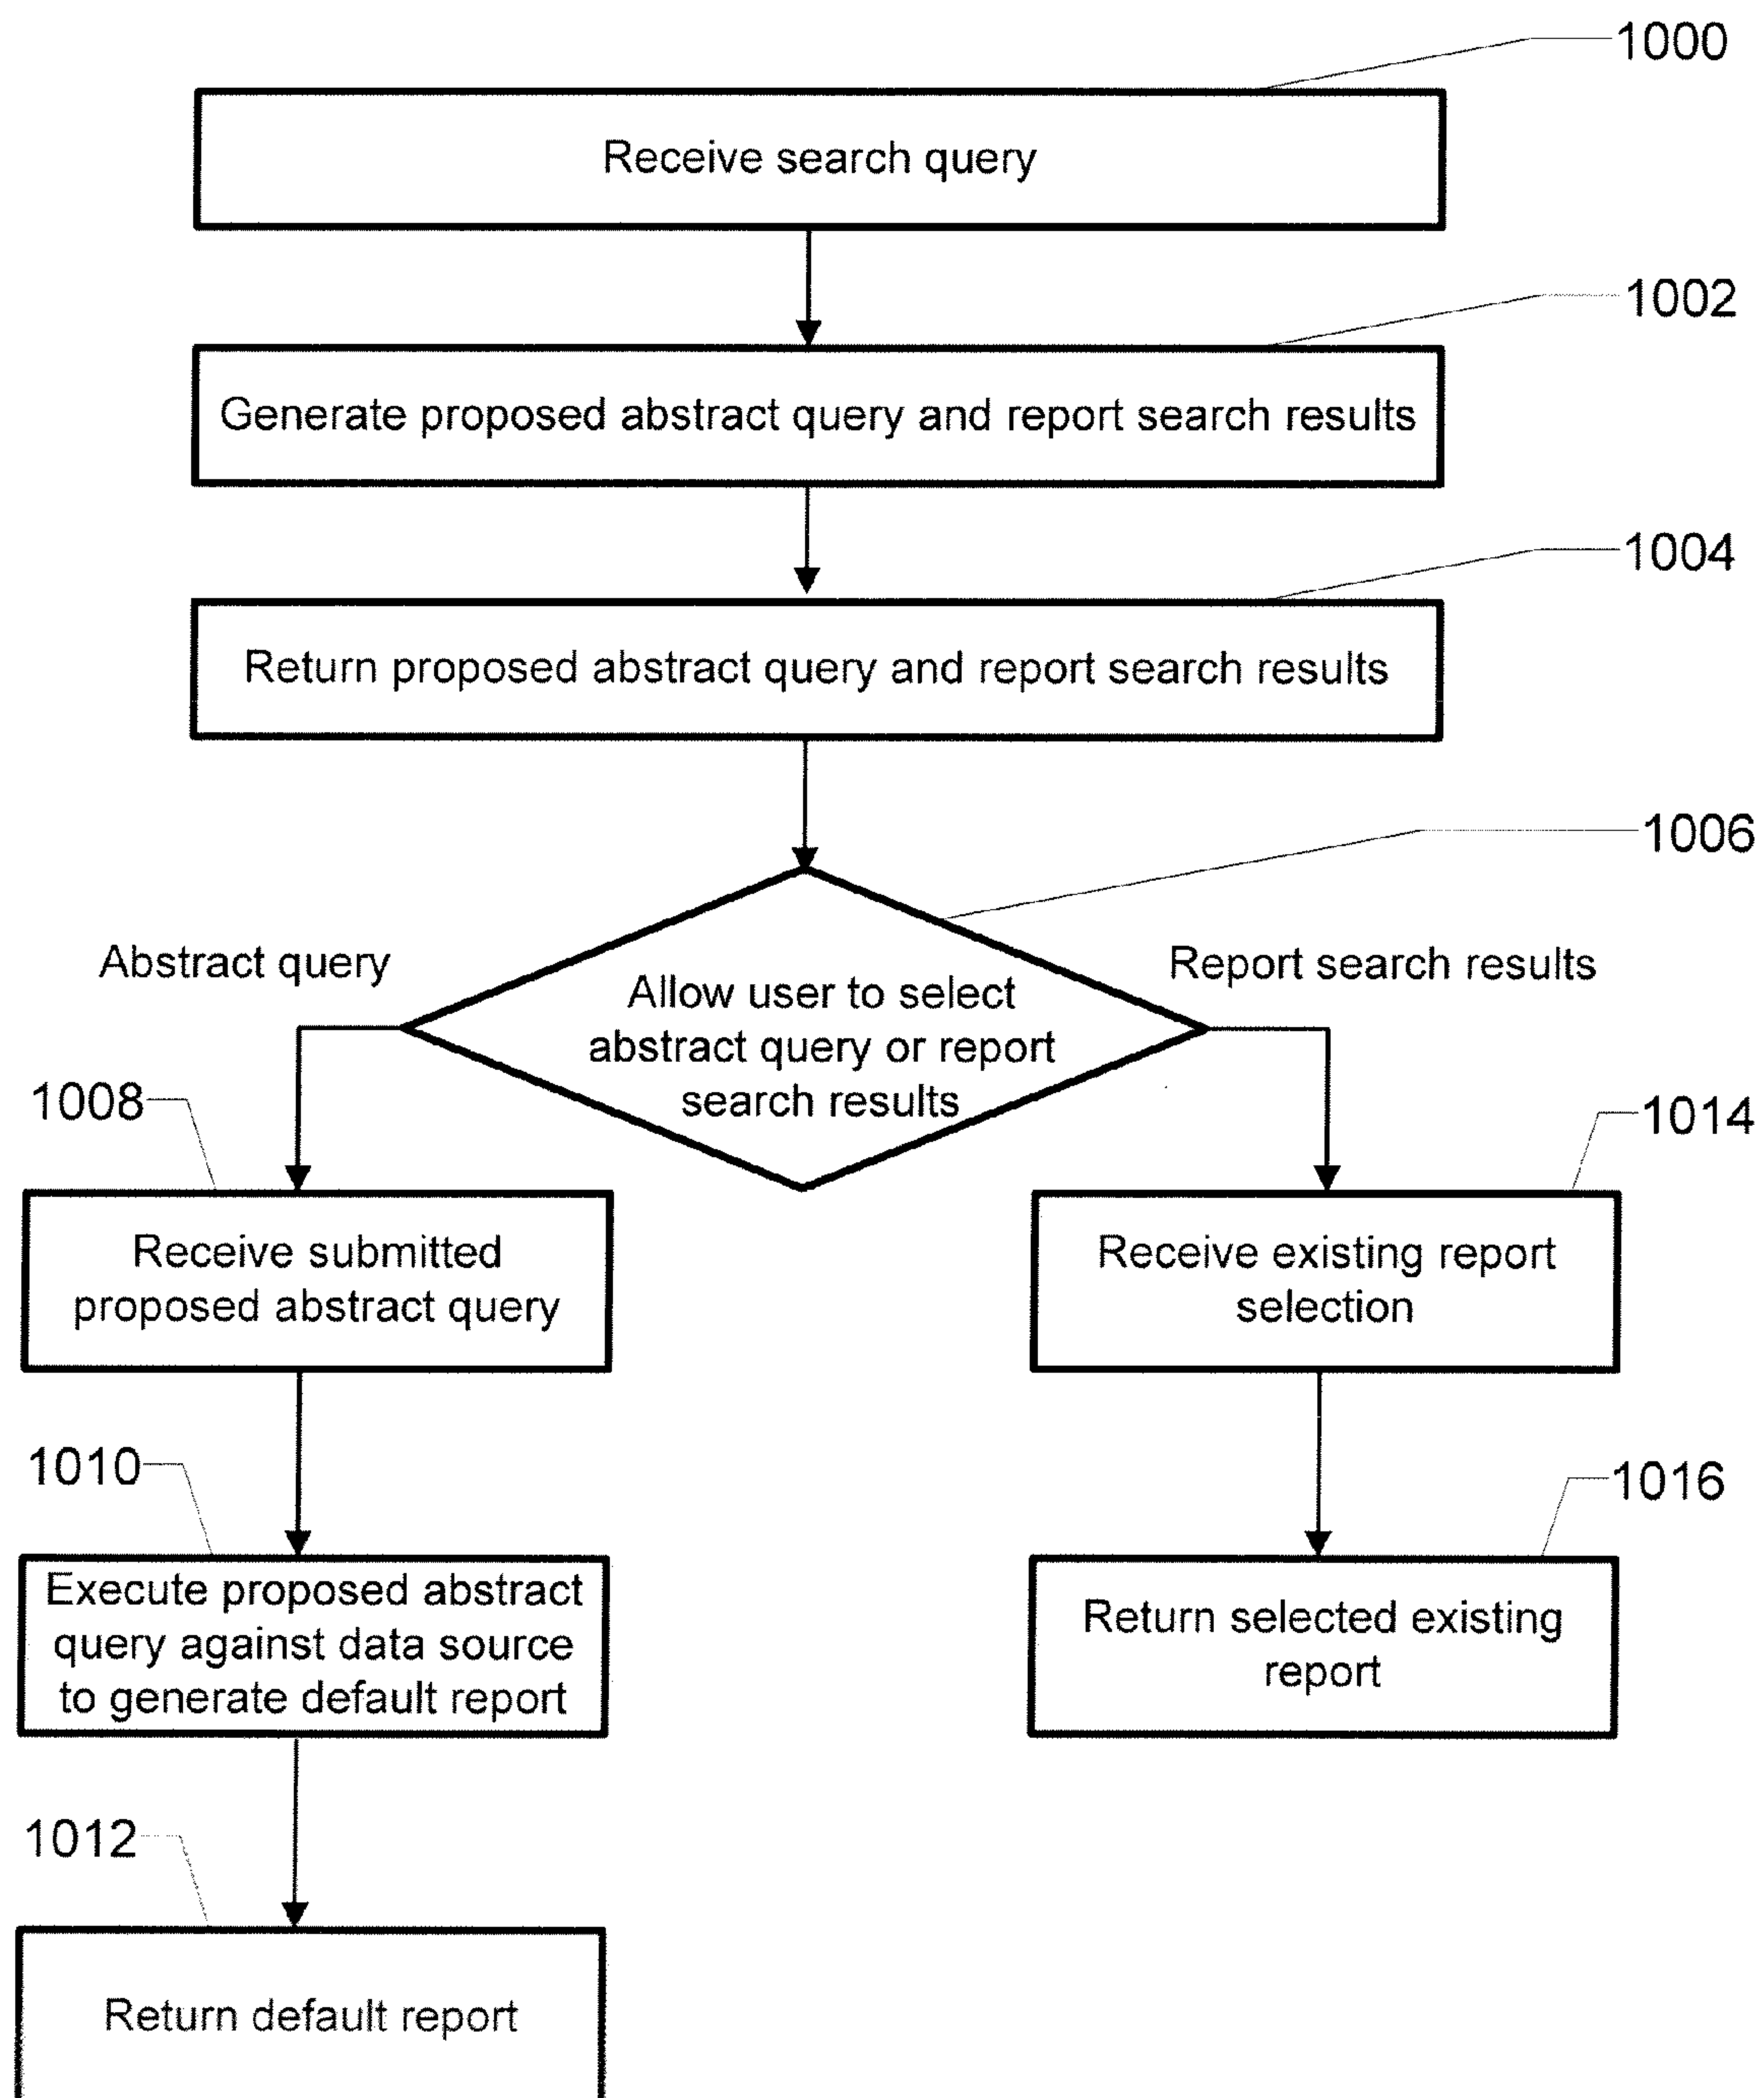 1000
Receive search query
1002
Generate proposed abstract query and report search results
1004
Return proposed abstract query and report search results
1006
Abstract query
Report search results
Allow user to select
abstract query or report
search results
1008
1014
Receive submitted
proposed abstract query
Receive existing report
selection
1010
1016
Execute proposed abstract
query against data source
to generate default report
Return selected existing
report
1012
Return default report